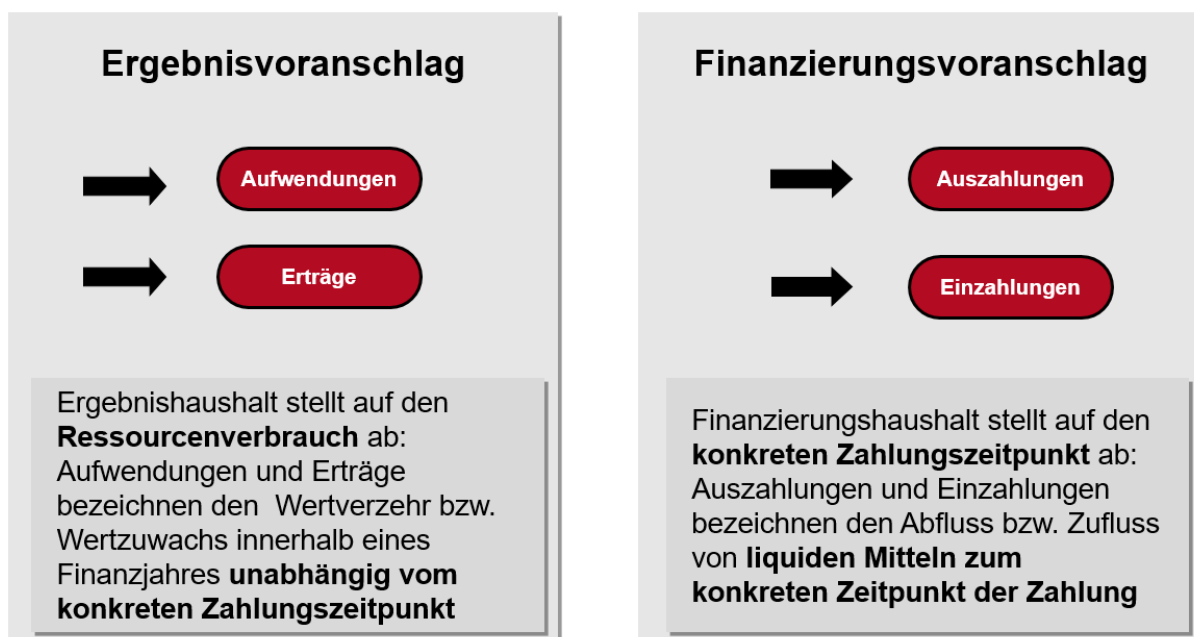 Ergebnisvoranschlag
Aufwendungen
Erträge
Ergebnishaushalt stellt auf den
Ressourcenverbrauch ab:
Aufwendungen und Erträge
bezeichnen den  Wertverzehr bzw.
Wertzuwachs innerhalb eines
Finanzjahres unabhängig vom
konkreten Zahlungszeitpunkt
Finanzierungsvoranschlag
Auszahlungen
Einzahlungen
Finanzierungshaushalt stellt auf den
konkreten Zahlungszeitpunkt ab:
Auszahlungen und Einzahlungen
bezeichnen den Abfluss bzw. Zufluss
von liquiden Mitteln zum
konkreten Zeitpunkt der Zahlung